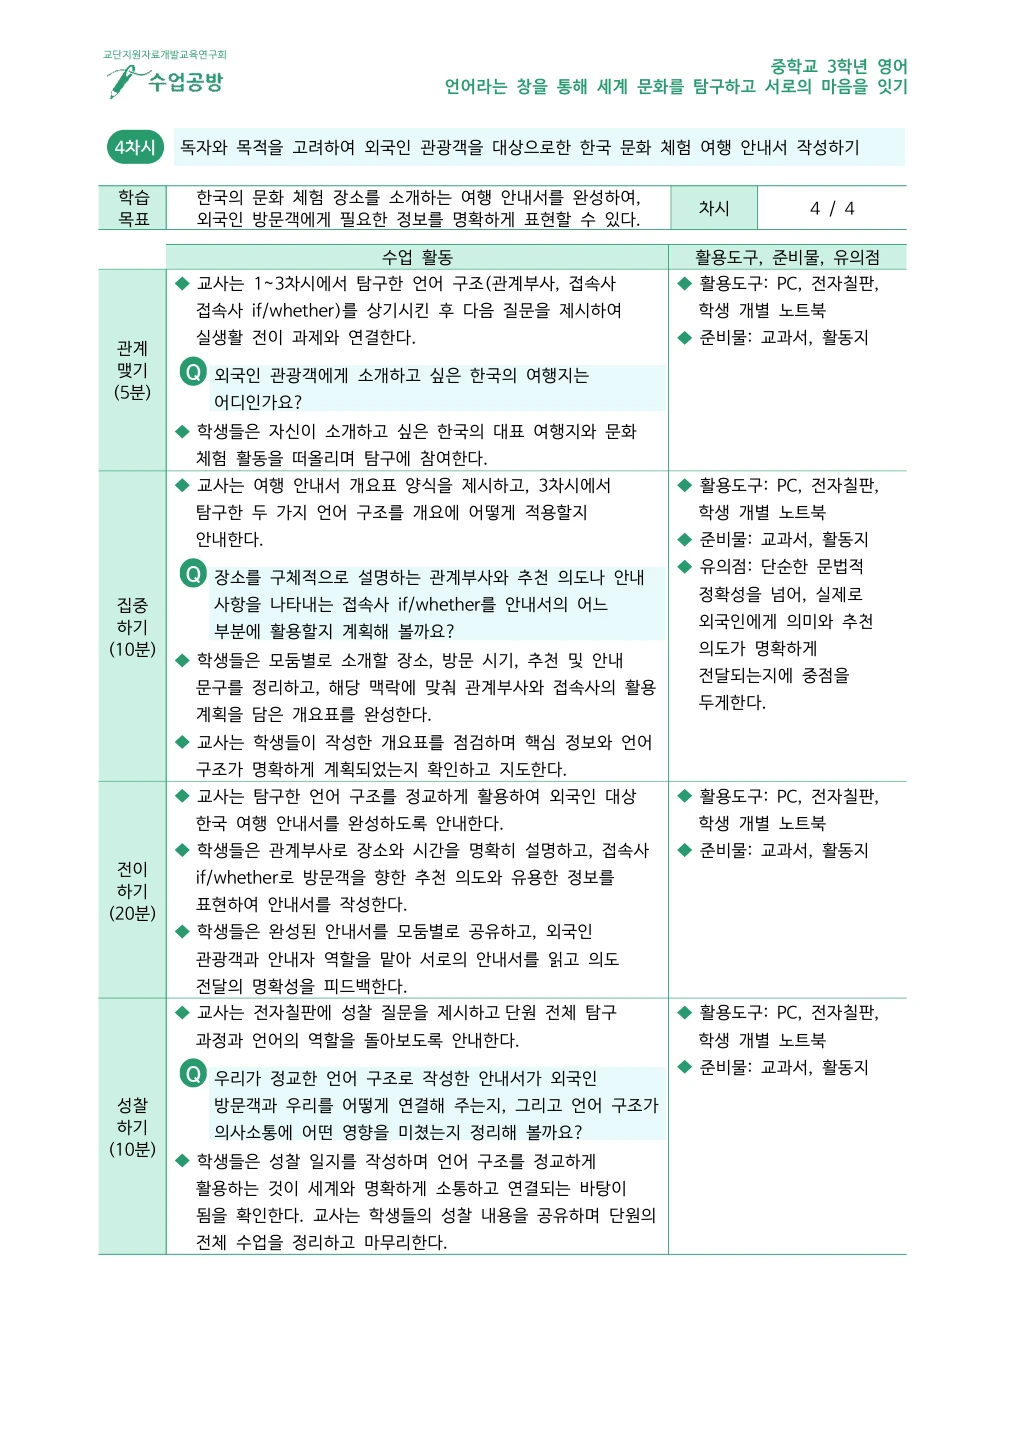 교단지원자료개발교육연구회
수업공방
중학교 3학년 영어
언어라는 창을 통해 세계 문화를 탐구하고 서로의 마음을 잇기
4차시
독자와 목적을 고려하여 외국인 관광객을 대상으로한 한국 문화 체험 여행 안내서 작성하기
학습
목표
한국의 문화 체험 장소를 소개하는 여행 안내서를 완성하여,
외국인 방문객에게 필요한 정보를 명확하게 표현할 수 있다.
차시
4 / 4
수업 활동
활용도구, 준비물, 유의점
관계
맺기
(5분)
◆ 교사는 1~3차시에서 탐구한 언어 구조(관계부사, 접속사
접속사 if/whether)를 상기시킨 후 다음 질문을 제시하여
실생활 전이 과제와 연결한다.
Q 외국인 관광객에게 소개하고 싶은 한국의 여행지는
어디인가요?
◆ 학생들은 자신이 소개하고 싶은 한국의 대표 여행지와 문화
체험 활동을 떠올리며 탐구에 참여한다.
◆ 활용도구: PC, 전자칠판,
학생 개별 노트북
◆ 준비물: 교과서, 활동지
집중
하기
(10분)
◆ 교사는 여행 안내서 개요표 양식을 제시하고, 3차시에서
탐구한 두 가지 언어 구조를 개요에 어떻게 적용할지
안내한다.
Q 장소를 구체적으로 설명하는 관계부사와 추천 의도나 안내
사항을 나타내는 접속사 if/whether를 안내서의 어느
부분에 활용할지 계획해 볼까요?
◆ 학생들은 모둠별로 소개할 장소, 방문 시기, 추천 및 안내
문구를 정리하고, 해당 맥락에 맞춰 관계부사와 접속사의 활용
계획을 담은 개요표를 완성한다.
◆ 교사는 학생들이 작성한 개요표를 점검하며 핵심 정보와 언어
구조가 명확하게 계획되었는지 확인하고 지도한다.
◆ 활용도구: PC, 전자칠판,
학생 개별 노트북
◆ 준비물: 교과서, 활동지
◆ 유의점: 단순한 문법적
정확성을 넘어, 실제로
외국인에게 의미와 추천
의도가 명확하게
전달되는지에 중점을
두게한다.
전이
하기
(20분)
◆ 교사는 탐구한 언어 구조를 정교하게 활용하여 외국인 대상
한국 여행 안내서를 완성하도록 안내한다.
◆ 학생들은 관계부사로 장소와 시간을 명확히 설명하고, 접속사
if/whether로 방문객을 향한 추천 의도와 유용한 정보를
표현하여 안내서를 작성한다.
◆ 학생들은 완성된 안내서를 모둠별로 공유하고, 외국인
관광객과 안내자 역할을 맡아 서로의 안내서를 읽고 의도
전달의 명확성을 피드백한다.
◆ 활용도구: PC, 전자칠판,
학생 개별 노트북
◆ 준비물: 교과서, 활동지
성찰
하기
(10분)
◆ 교사는 전자칠판에 성찰 질문을 제시하고 단원 전체 탐구
과정과 언어의 역할을 돌아보도록 안내한다.
Q 우리가 정교한 언어 구조로 작성한 안내서가 외국인
방문객과 우리를 어떻게 연결해 주는지, 그리고 언어 구조가
의사소통에 어떤 영향을 미쳤는지 정리해 볼까요?
◆ 학생들은 성찰 일지를 작성하며 언어 구조를 정교하게
활용하는 것이 세계와 명확하게 소통하고 연결되는 바탕이
됨을 확인한다. 교사는 학생들의 성찰 내용을 공유하며 단원의
전체 수업을 정리하고 마무리한다.
◆ 활용도구: PC, 전자칠판,
학생 개별 노트북
◆ 준비물: 교과서, 활동지